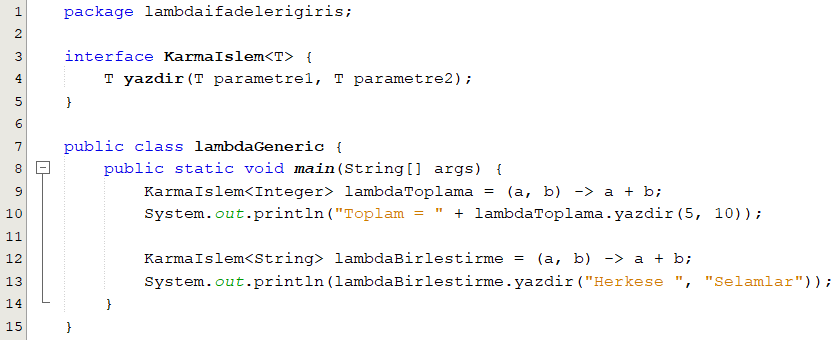 1 package lambdaifadelerigiris;
2
3 interface KarmaIslem<T> {
4 T yazdir(T parametre1, T parametre2);
5 }
6
7 public class lambdaGeneric {
8 public static void main(String[] args) {
9 KarmaIslem<Integer> lambdaToplama = (a, b) -> a + b;
10 System.out.println("Toplam = " + lambdaToplama.yazdir(5, 10));
11
12 KarmaIslem<String> lambdaBirlestirme = (a, b) -> a + b;
13 System.out.println(lambdaBirlestirme.yazdir("Herkese ", "Selamlar"));
14 }
15 }